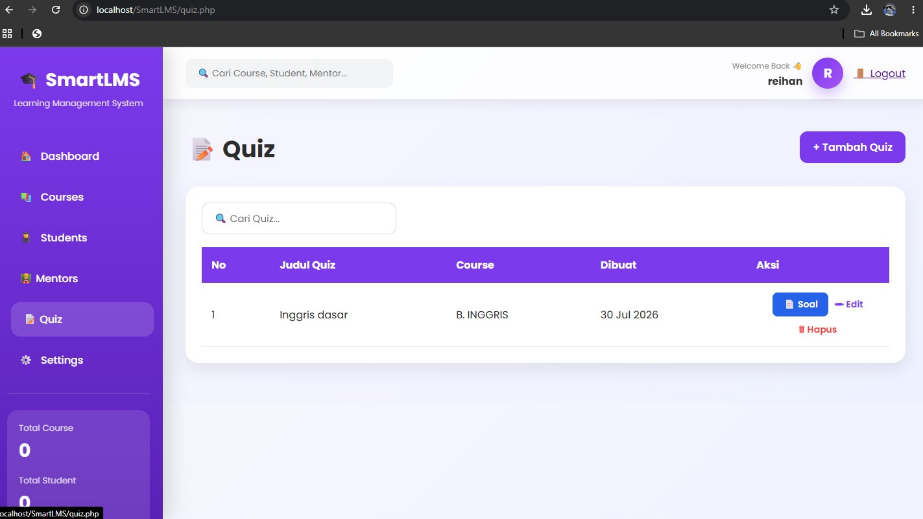 localhost/SmartLMS/quiz.php
All Bookmarks
SmartLMS
Learning Management System
Dashboard
Courses
Students
Mentors
Quiz
Settings
Total Course
0
Total Student
0
localhost/SmartLMS/quiz.php
Cari Course, Student, Mentor...
Welcome Back
reihan
R
Logout
Quiz
+ Tambah Quiz
Cari Quiz...
No Judul Quiz Course Dibuat Aksi
1 Inggris dasar B. INGGRIS 30 Jul 2026 Soal Edit
Hapus